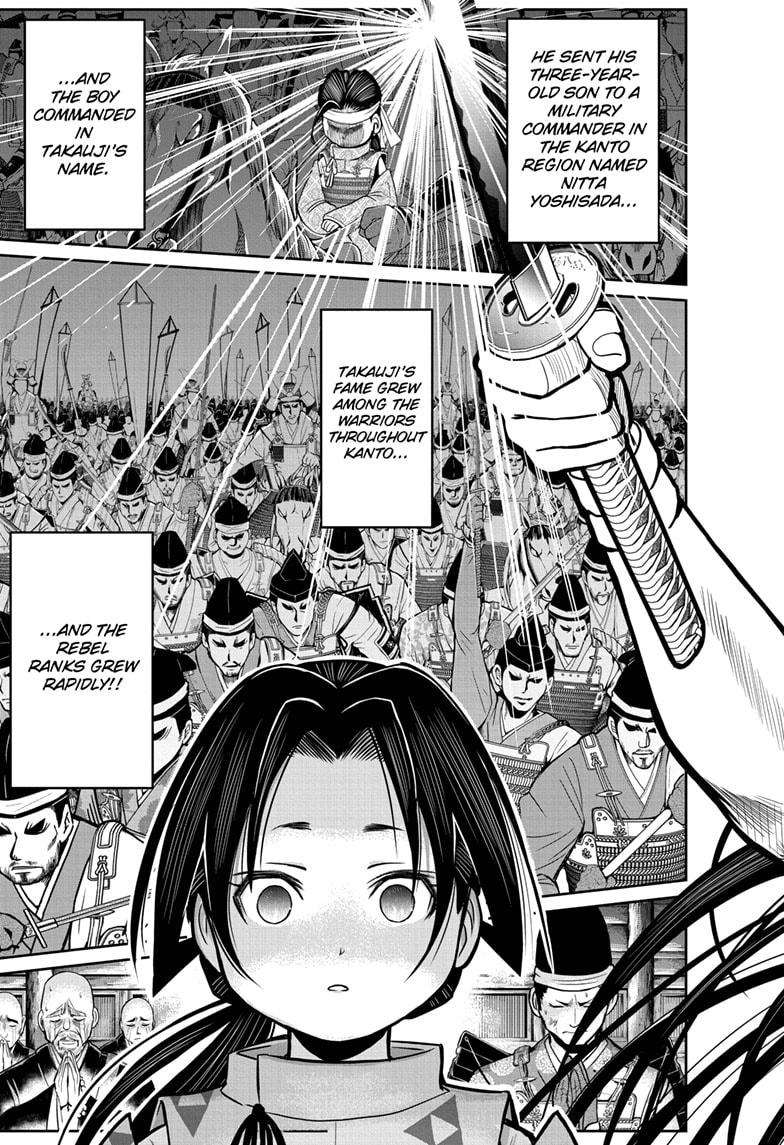 HE SENT HIS
THREE-YEAR-
OLD SON TO A
MILITARY
COMMANDER IN
THE KANTO
REGION NAMED
NITTA
YOSHISADA...
...AND
THE BOY
COMMANDED
IN
TAKAUJI'S
NAME.
TAKAUJI'S
FAME GREW
AMONG THE
WARRIORS
THROUGHOUT
KANTO...
...AND THE
REBEL
RANKS GREW
RAPIDLY!!